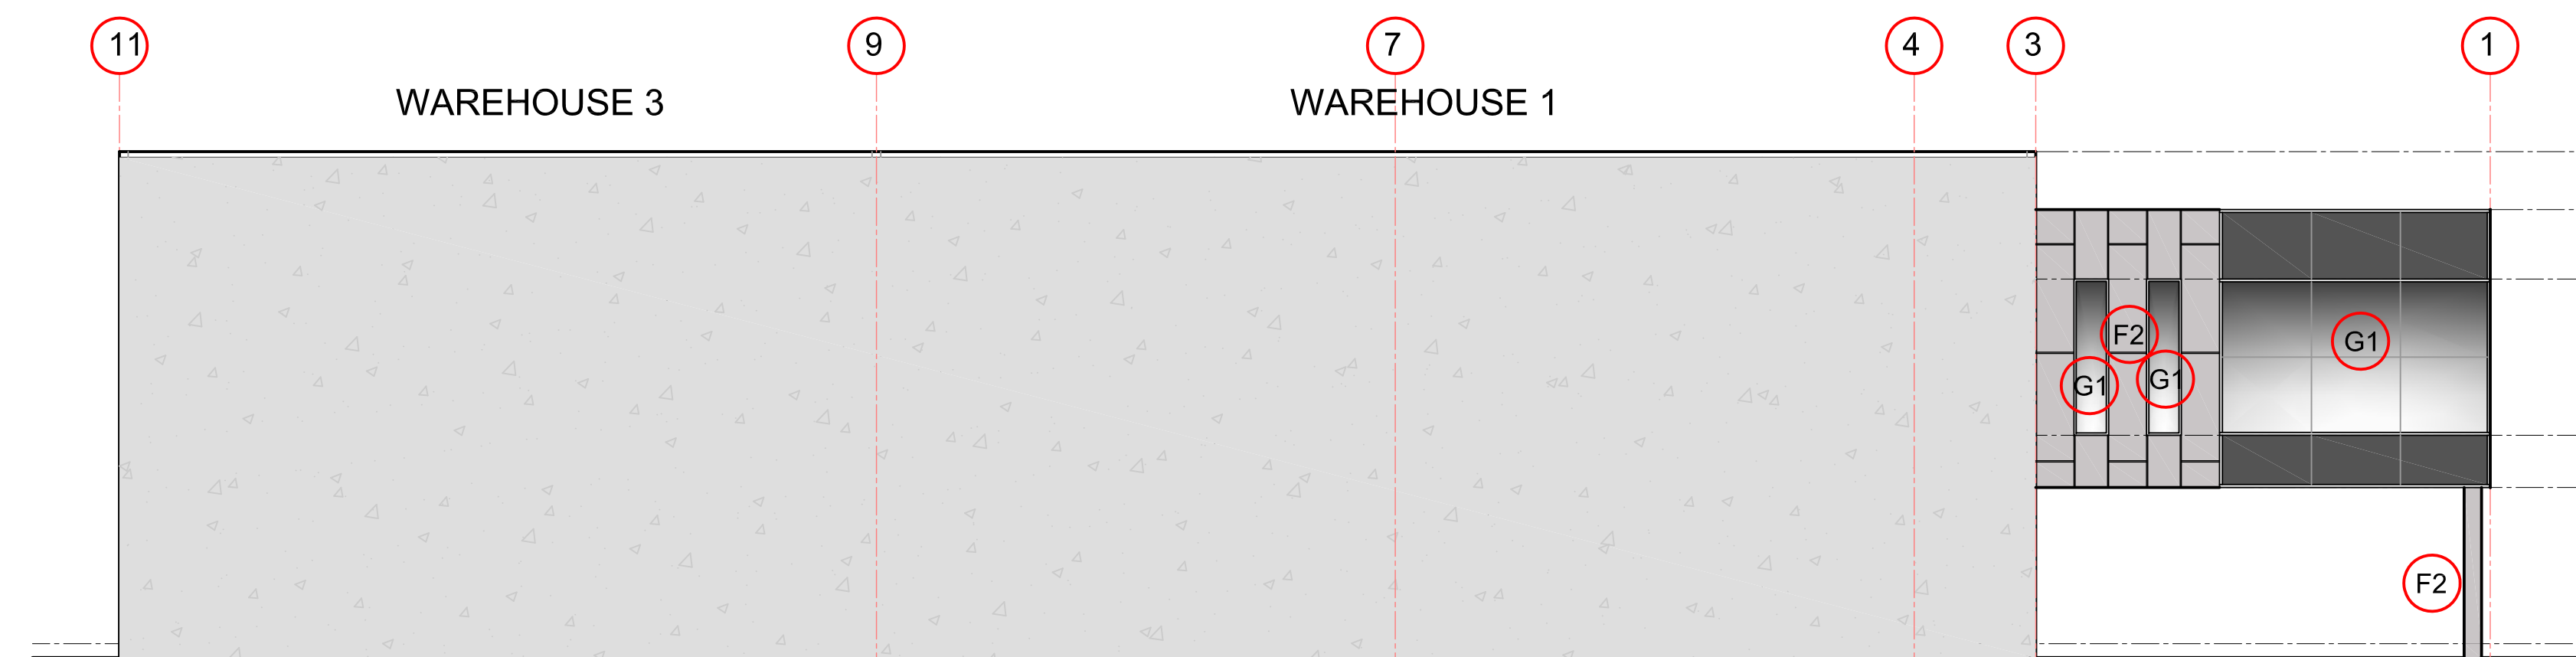 11 9 7 4 3 1
WAREHOUSE 3 WAREHOUSE 1
F2 G1
G1 G1
F2